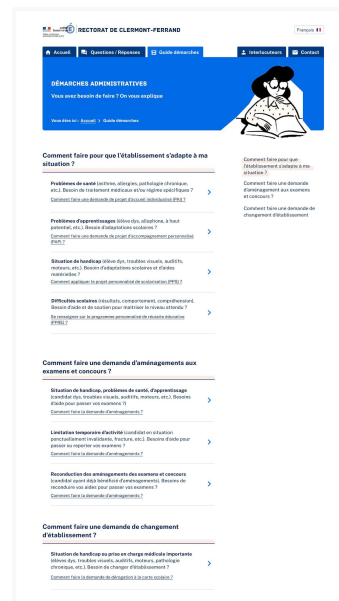 RECTORAT DE CLERMONT-FERRAND
Français
Accueil
Questions / Réponses
Guide démarches
Interlocuteurs
Contact
DÉMARCHES ADMINISTRATIVES
Vous avez besoin de faire ? On vous explique
Vous êtes ici : Accueil > Guide démarches
Comment faire pour que l'établissement s'adapte à ma
situation ?
Problèmes de santé (asthme, allergies, pathologie chronique,
etc.). Besoin de traitement médicaux et/ou régime spécifiques ?
Comment faire une demande de projet d'accueil individualisé (PAI) ?
Problèmes d'apprentissages (élève dys, allophone, à haut
potentiel, etc.). Besoin d'adaptations scolaires ?
Comment faire une demande de projet d'accompagnement personnalisé
(PAP) ?
Situation de handicap (élève dys, troubles visuels, auditifs,
moteurs, etc.). Besoin d'adaptations scolaires et d'aides
matérielles ?
Comment appliquer le projet personnalisé de scolarisation (PPS) ?
Difficultés scolaires (résultats, comportement, compréhension).
Besoin d'aide et de soutien pour maitriser le niveau attendu ?
Se renseigner sur le programme personnalisé de réussite éducative
(PPRE) ?
Comment faire pour que
l'établissement s'adapte à ma
situation ?
Comment faire une demande
d'aménagement aux examens
et concours ?
Comment faire une demande de
changement d'établissement
Comment faire une demande d'aménagements aux
examens et concours ?
Situation de handicap, problèmes de santé, d'apprentissage
(candidat dys, troubles visuels, auditifs, moteurs, etc.). Besoins
d'aide pour passer vos examens ?)
Comment faire la demande d'aménagements ?
Limitation temporaire d'activité (candidat en situation
ponctuellement invalidante, fracture, etc.). Besoins d'aide pour
passer ou reporter vos examens ?
Comment faire la demande d'aménagements ?
Reconduction des aménagements des examens et concours
(candidat ayant déjà bénéficié d'aménagements). Besoins de
reconduire vos aides pour passer vos examens ?
Comment faire la demande d'aménagements ?
Comment faire une demande de changement
d'établissement ?
Situation de handicap ou prise en charge médicale importante
(élève dys, troubles visuels, auditifs, moteurs, pathologie
chronique, etc.). Besoin de changer d'établissement ?
Comment faire la demande de dérogation à la carte scolaire ?